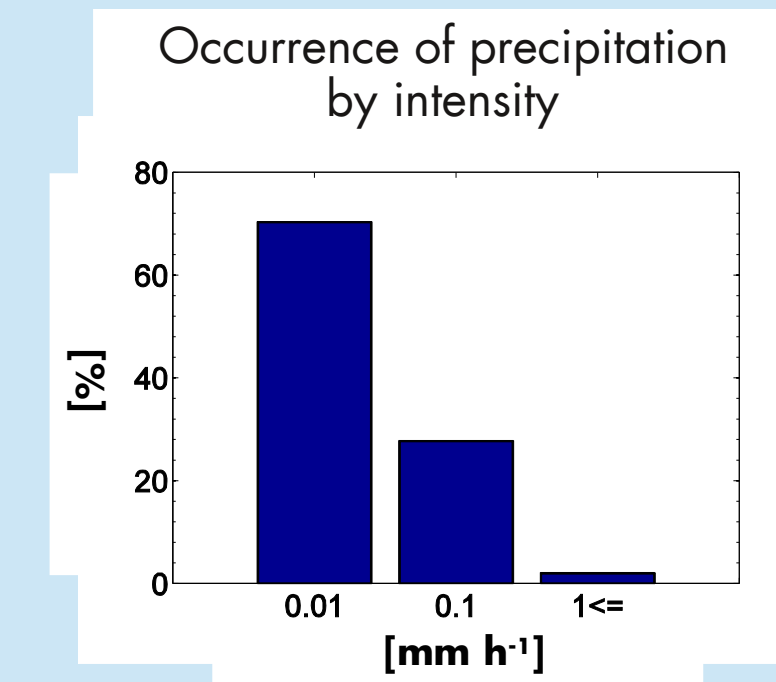 Occurrence of precipitation
by intensity
80
60
40
20
0
[%]
0.01 0.1 1<=
[mm h⁻¹]